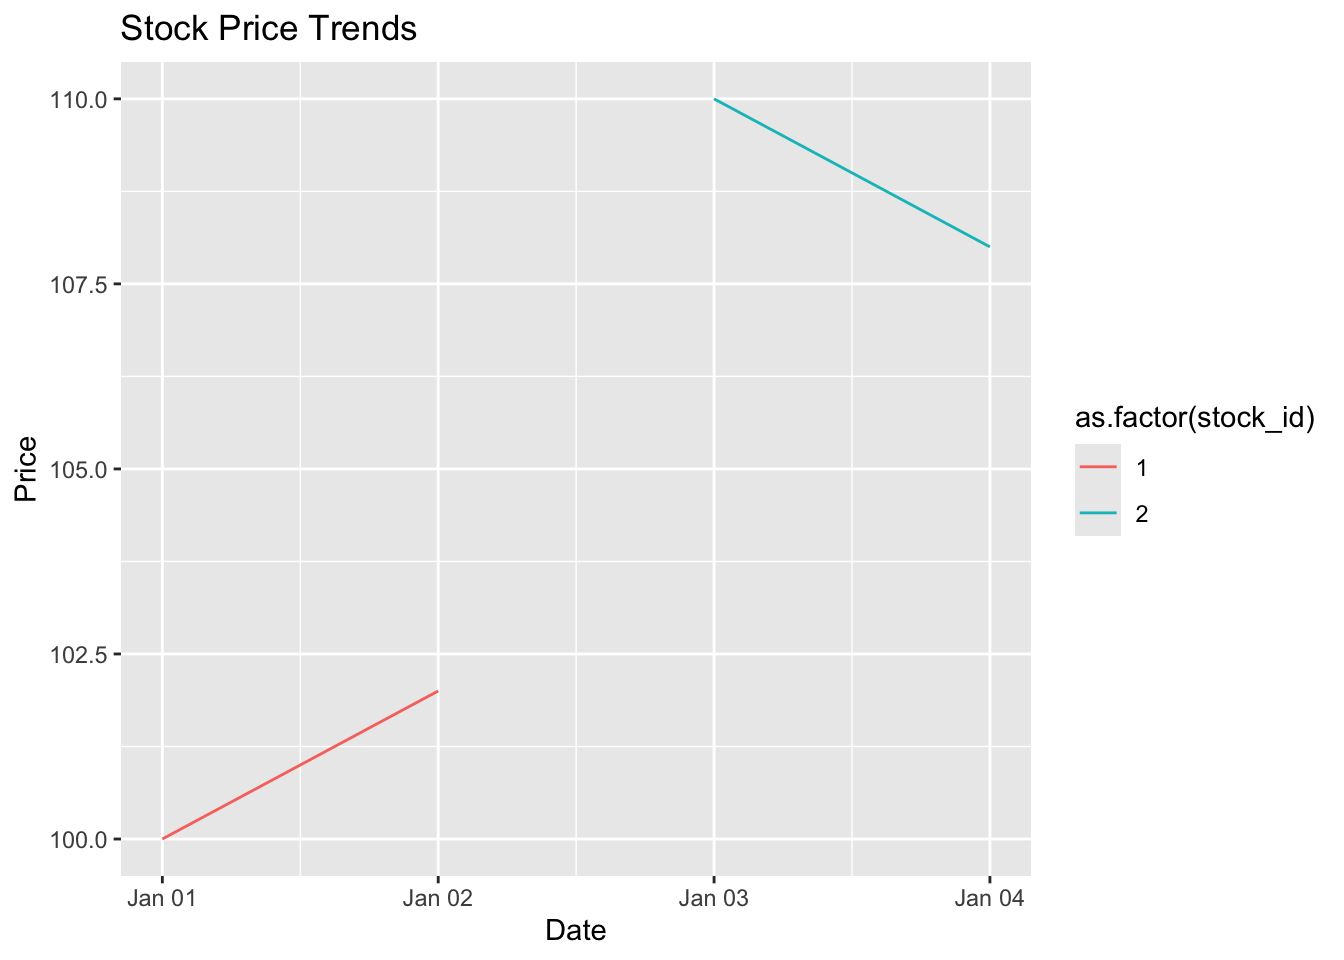 Stock Price Trends
110.0
107.5
105.0
102.5
100.0
Price
Jan 01
Jan 02
Jan 03
Jan 04
Date
as.factor(stock_id)
1
2